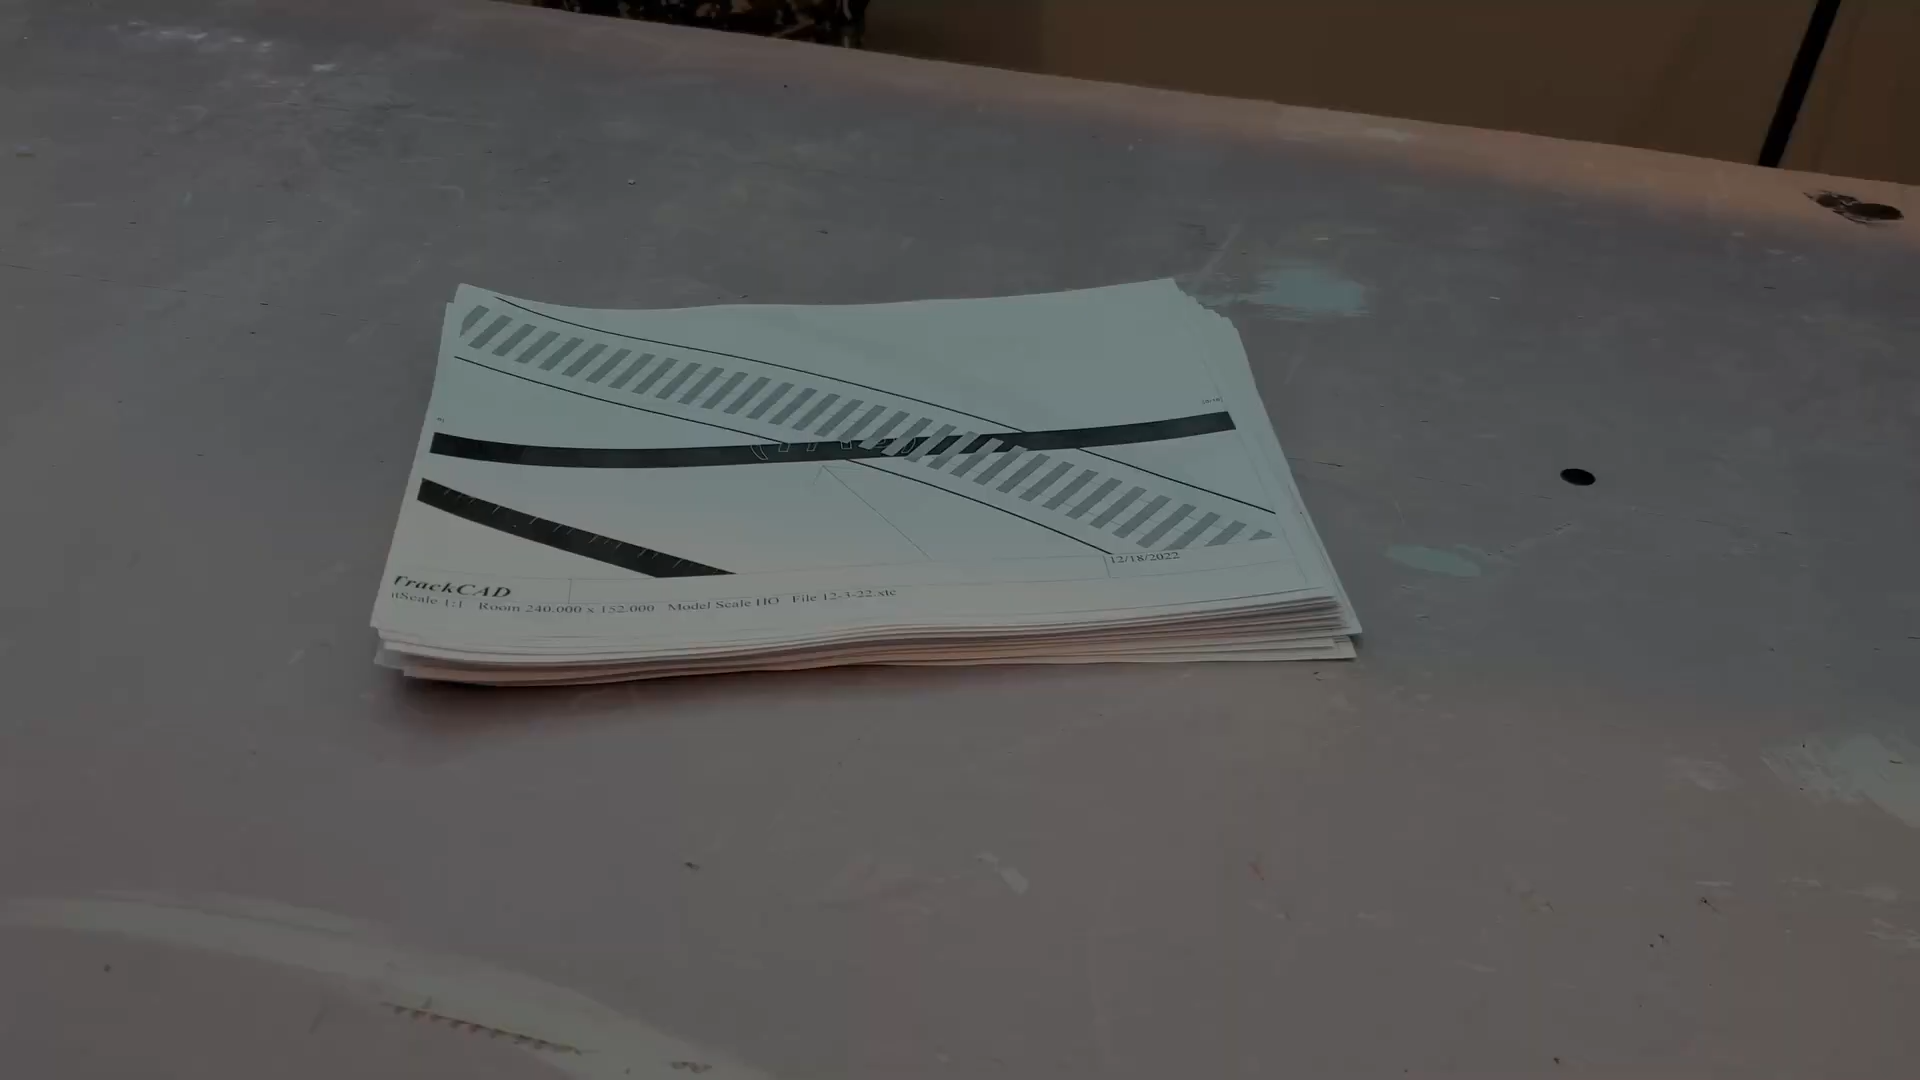 12/18/2022
TrackCAD
ntScale 1:1 Room 240.000 x 152.000 Model Scale HO File 12-3-22.xtc